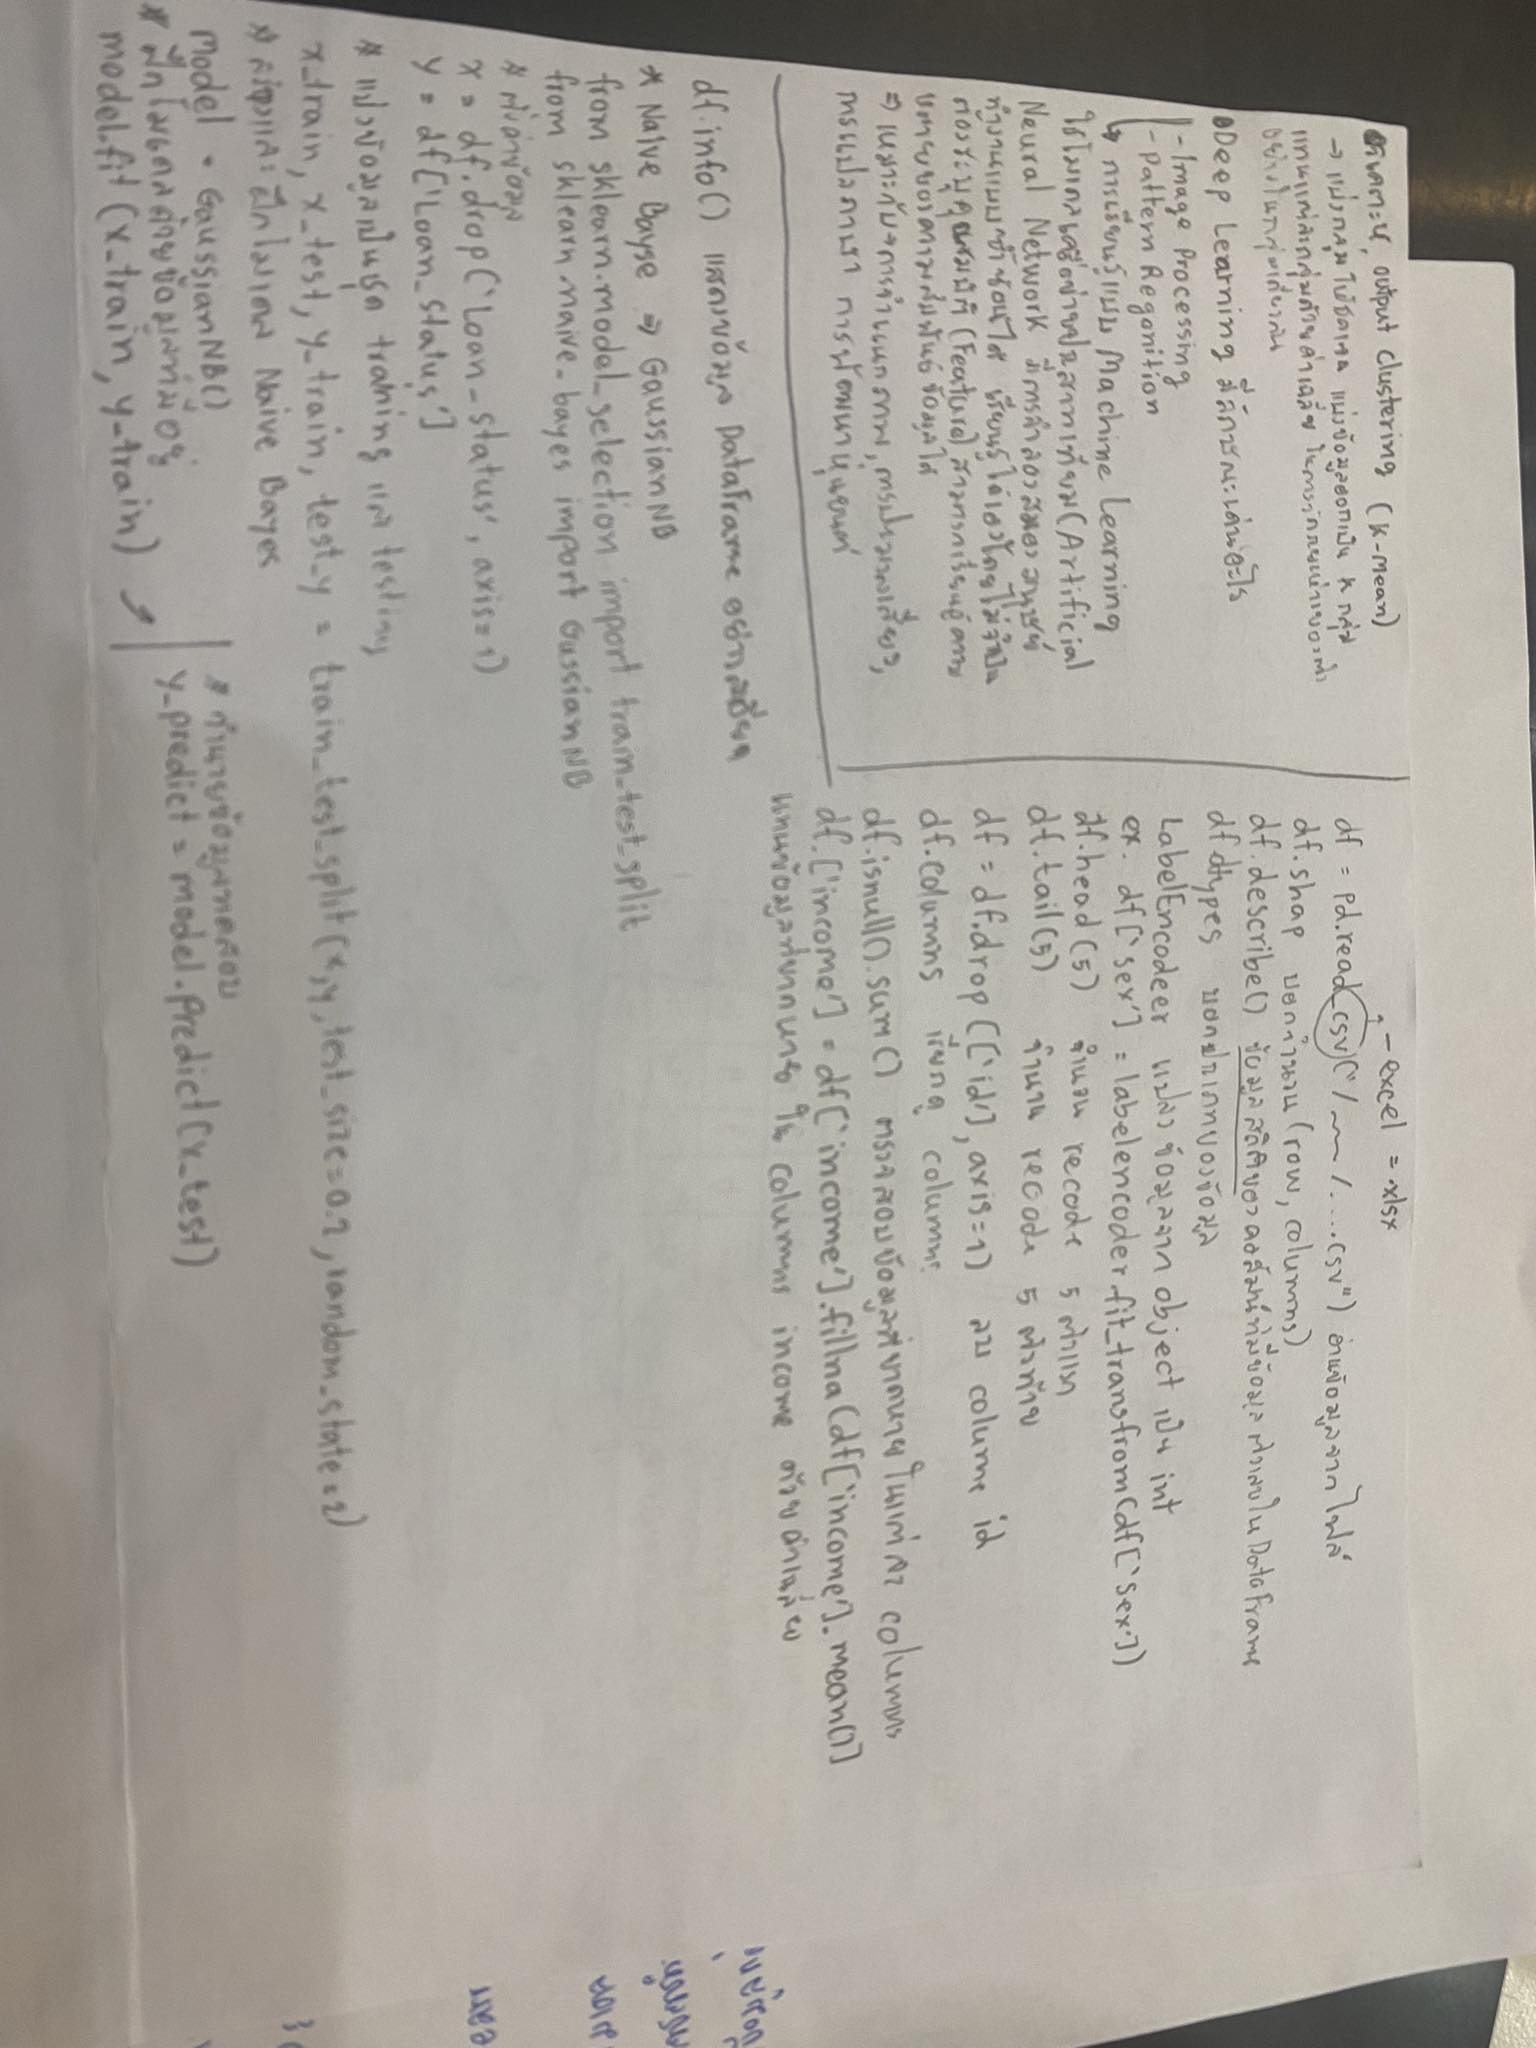 วิเคราะห์ output clustering (K-mean)
→ แบ่งกลุ่มให้ชัดเจน แบ่งข้อมูลออกเป็น K กลุ่ม
แทนแต่ละกลุ่มด้วยค่าเฉลี่ย ในการวัดระยะห่างของตัว
อย่างในกลุ่มเดียวกัน
Deep Learning มีลักษณะเด่นอะไร
- Image Processing
- Pattern Regonition
→ การเรียนรู้แบบ Machine Learning
ใช้โมเดลเครือข่ายประสาทเทียม (Artificial
Neural Network มีการจำลองสมองมนุษย์
ทำงานแบบซ้ำซ้อนได้ เรียนรู้ได้เองโดยไม่จำเป็น
ต้องระบุคุณสมบัติ (Feature) สามารถเรียนรู้ความ
หมายของความสัมพันธ์ข้อมูลได้
⇒ เหมาะกับ→การจำแนกภาพ, การประมวลเสียง,
การแปลภาษา การพัฒนาหุ่นยนต์
- excel = .xlsx
df = pd.read_csv("/ /....csv") อ่านข้อมูลจากไฟล์
df.shap บอกจำนวน (row, columns)
df.describe() ข้อมูลสถิติของคอลัมน์ที่มีข้อมูลตัวเลขใน DataFrame
df.dtypes บอกประเภทของข้อมูล
LabelEncodeer แปลงข้อมูลจาก object เป็น int
ex. df['sex'] = labelencoder.fit_transfrom(df['sex'])
df.head(5) จำนวน recode 5 ตัวแรก
df.tail(5) จำนวน recode 5 ตัวท้าย
df = df.drop(['id'], axis=1) ลบ colume id
df.columns เรียกดู columns
df.isnull().sum() ตรวจสอบข้อมูลที่ขาดหายในแต่ละ columns
df.['income'] = df['income'].fillna(df['income'].mean())
แทนข้อมูลที่ขาดหาย ใน columns income ด้วยค่าเฉลี่ย
df.info() แสดงข้อมูล DataFrame อย่างละเอียด
* Naive Bayse ⇒ GaussianNB
from sklearn.model_selection import train_test_split
from sklearn.naive_bayes import GussianNB
# ตั้งค่าข้อมูล
x = df.drop('Loan_Status', axis=1)
y = df['Loan_Status']
# แบ่งข้อมูลเป็นชุด training และ testing
x_train, x_test, y_train, test_y = train_test_split(x,y,test_size=0.2, random_state=2)
# สร้างและฝึกโมเดล Naive Bayes
model = GaussianNB()
# ฝึกโมเดลด้วยข้อมูลที่มีอยู่
model.fit(x_train, y_train)
# ทำนายข้อมูลทดสอบ
y_predict = model.predict(x_test)